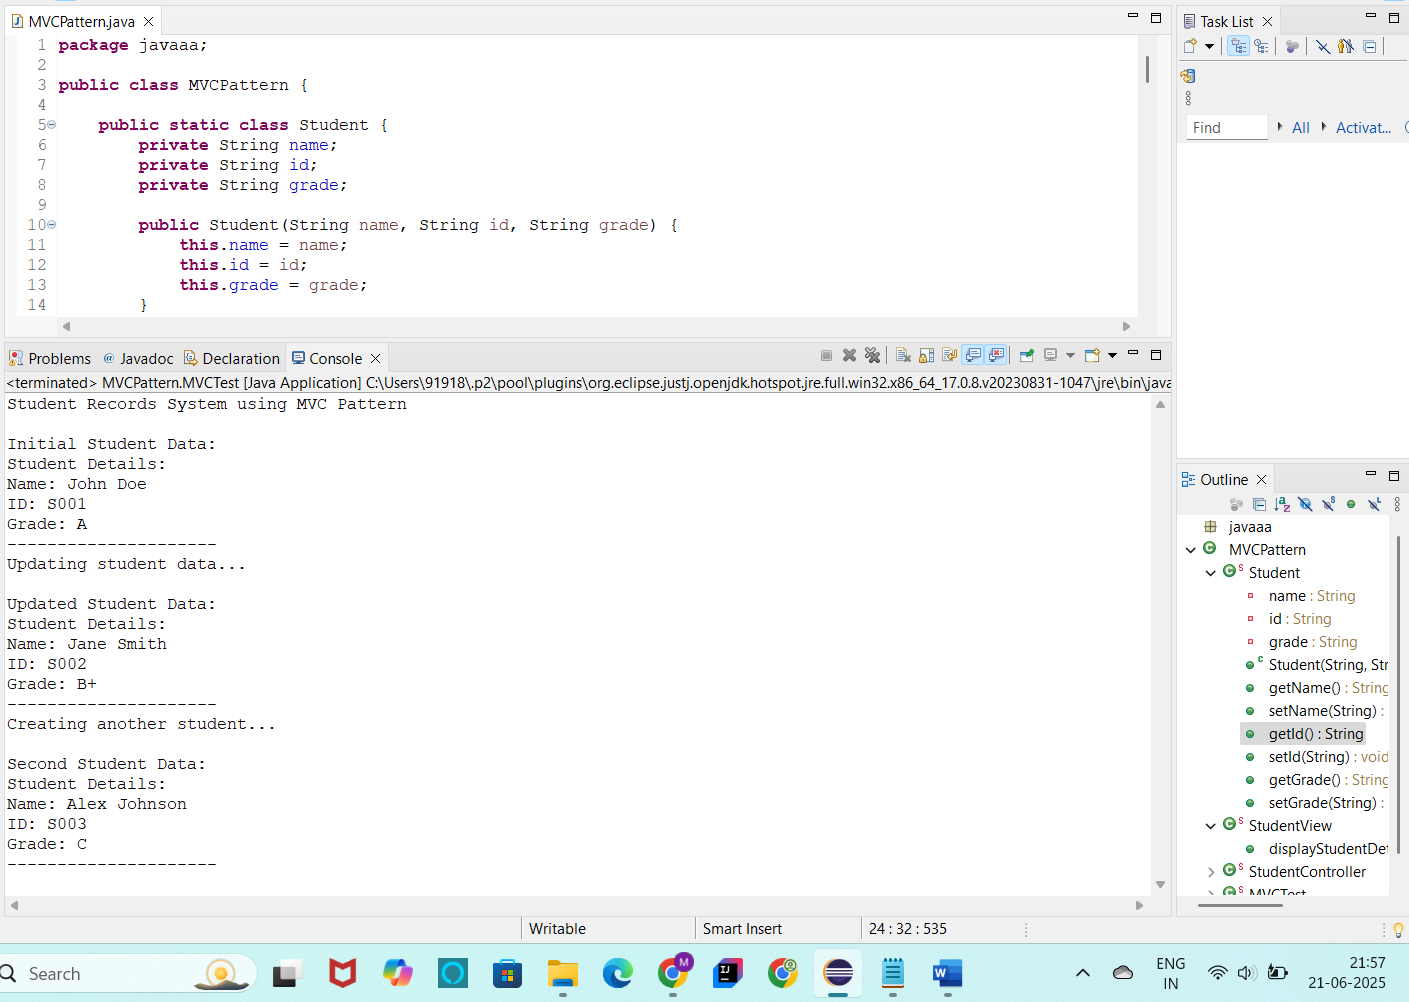 MVCPattern.java
1 package javaaa;
2
3 public class MVCPattern {
4
5 public static class Student {
6 private String name;
7 private String id;
8 private String grade;
9
10 public Student(String name, String id, String grade) {
11 this.name = name;
12 this.id = id;
13 this.grade = grade;
14 }
Problems @ Javadoc Declaration Console
<terminated> MVCPattern.MVCTest [Java Application] C:\Users\91918\.p2\pool\plugins\org.eclipse.justj.openjdk.hotspot.jre.full.win32.x86_64_17.0.8.v20230831-1047\jre\bin\java
Student Records System using MVC Pattern
Initial Student Data:
Student Details:
Name: John Doe
ID: S001
Grade: A
---------------------
Updating student data...
Updated Student Data:
Student Details:
Name: Jane Smith
ID: S002
Grade: B+
---------------------
Creating another student...
Second Student Data:
Student Details:
Name: Alex Johnson
ID: S003
Grade: C
---------------------
Task List
Find All Activat...
Outline
javaaa
MVCPattern
Student
name : String
id : String
grade : String
Student(String, Str
getName() : String
setName(String) :
getId() : String
setId(String) : void
getGrade() : String
setGrade(String) :
StudentView
displayStudentDet
StudentController
MVCTest
Writable Smart Insert 24 : 32 : 535
Search
M
IJ
W
ENG
IN
21:57
21-06-2025